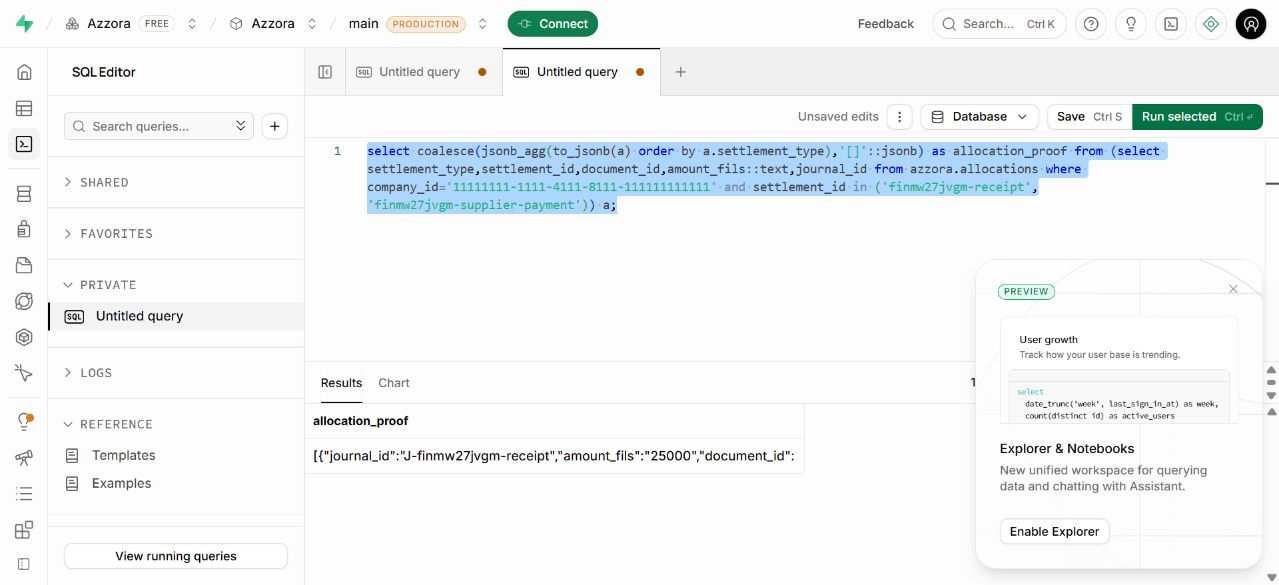 Azzora FREE / Azzora / main PRODUCTION Connect Feedback Search... Ctrl K
SQL Editor
Untitled query
Untitled query
Search queries...
Unsaved edits Database Save Ctrl S Run selected Ctrl ↵
SHARED
FAVORITES
PRIVATE
SQL Untitled query
LOGS
REFERENCE
Templates
Examples
View running queries
1 select coalesce(jsonb_agg(to_jsonb(a) order by a.settlement_type),'[]'::jsonb) as allocation_proof from (select
settlement_type,settlement_id,document_id,amount_fils::text,journal_id from azzora.allocations where
company_id='11111111-1111-4111-8111-111111111111' and settlement_id in ('finmw27jvgm-receipt',
'finmw27jvgm-supplier-payment')) a;
Results Chart 1
allocation_proof
[{"journal_id":"J-finmw27jvgm-receipt","amount_fils":"25000","document_id":
PREVIEW
User growth
Track how your user base is trending.
select
date_trunc('week', last_sign_in_at) as week,
count(distinct id) as active_users
Explorer & Notebooks
New unified workspace for querying
data and chatting with Assistant.
Enable Explorer